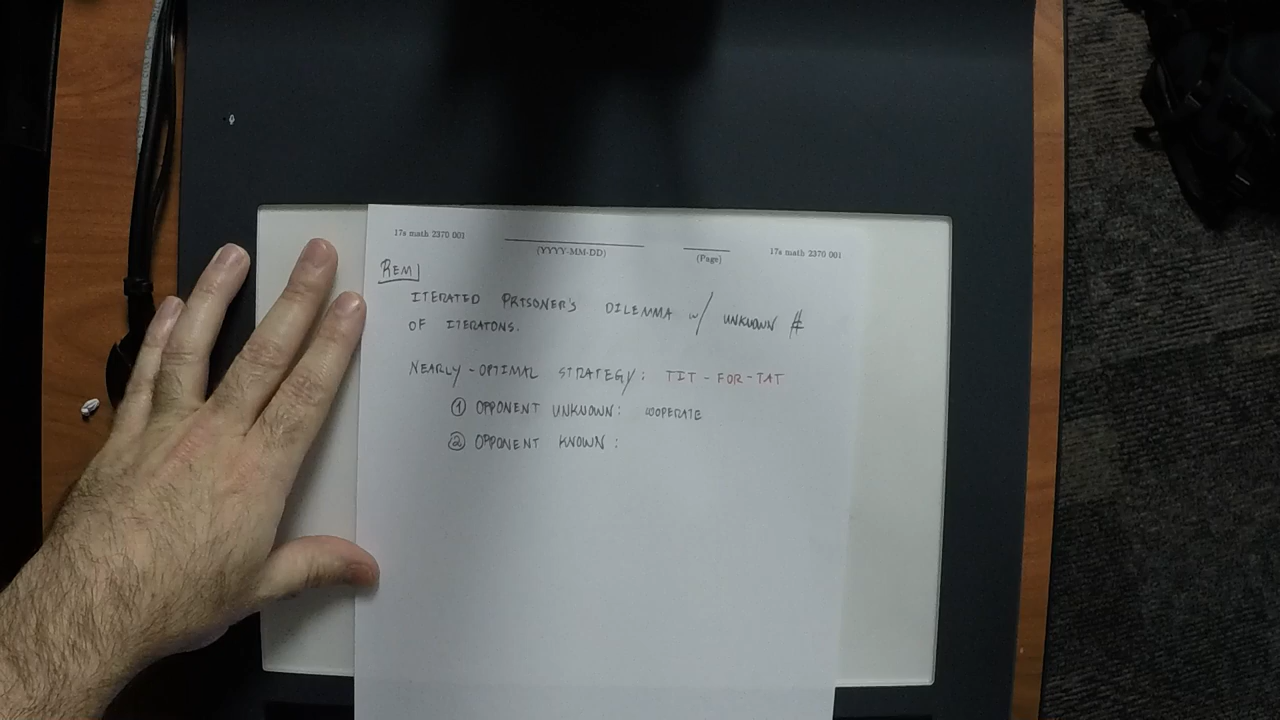 17s math 2370 001 (YYYY-MM-DD) (Page) 17s math 2370 001
REM
ITERATED PRISONER'S DILEMMA w/ UNKNOWN #
OF ITERATONS.
NEARLY-OPTIMAL STRATEGY: TIT-FOR-TAT
① OPPONENT UNKNOWN: COOPERATE
② OPPONENT KNOWN: